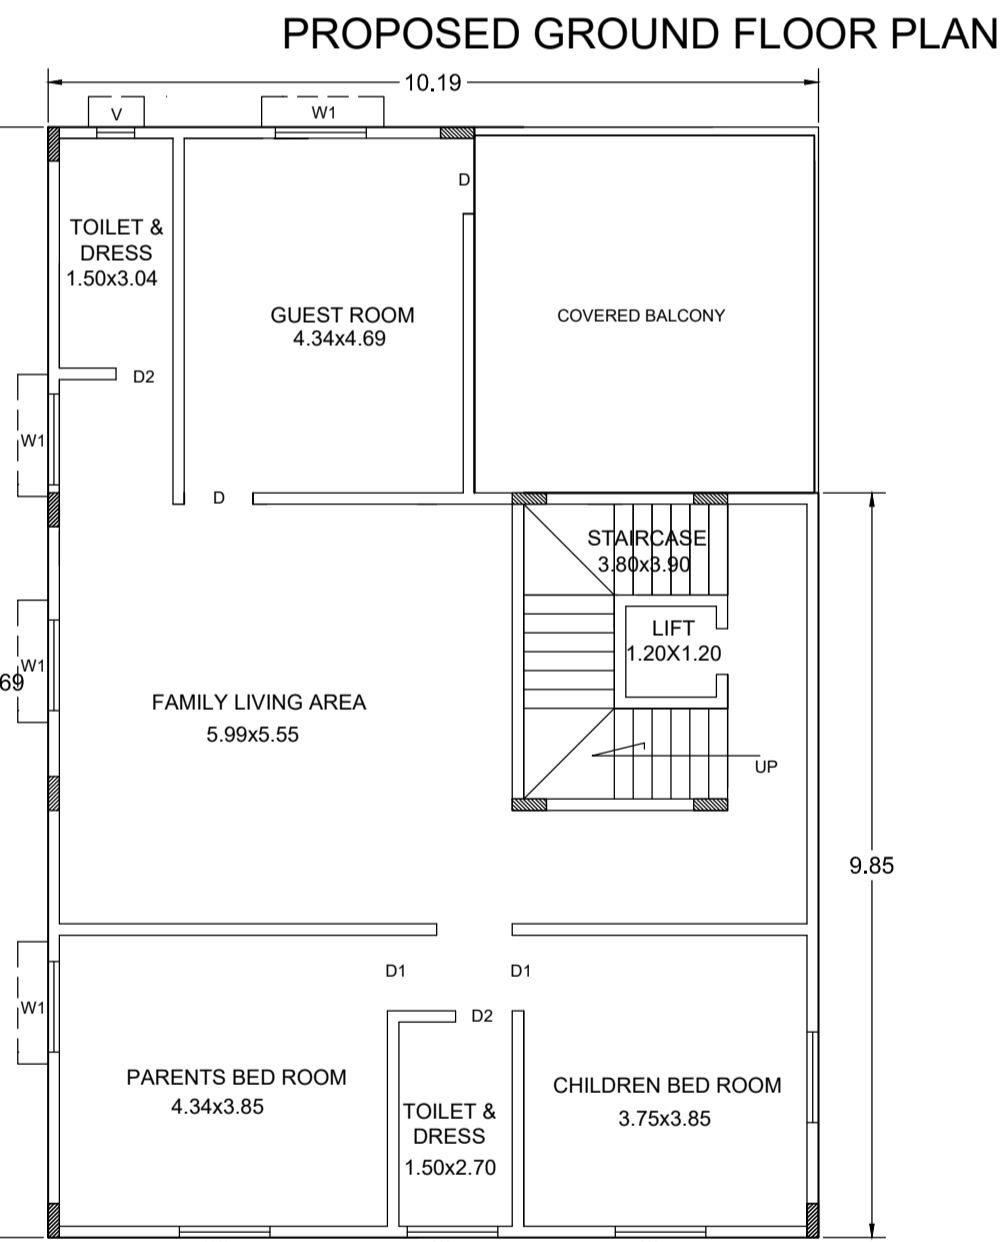 PROPOSED GROUND FLOOR PLAN
10.19
V
W1
D
TOILET &
DRESS
1.50x3.04
GUEST ROOM
4.34x4.69
COVERED BALCONY
D2
W1
D
STAIRCASE
3.80x3.90
LIFT
1.20X1.20
W1
69
FAMILY LIVING AREA
5.99x5.55
UP
9.85
D1
D1
W1
D2
PARENTS BED ROOM
4.34x3.85
CHILDREN BED ROOM
3.75x3.85
TOILET &
DRESS
1.50x2.70